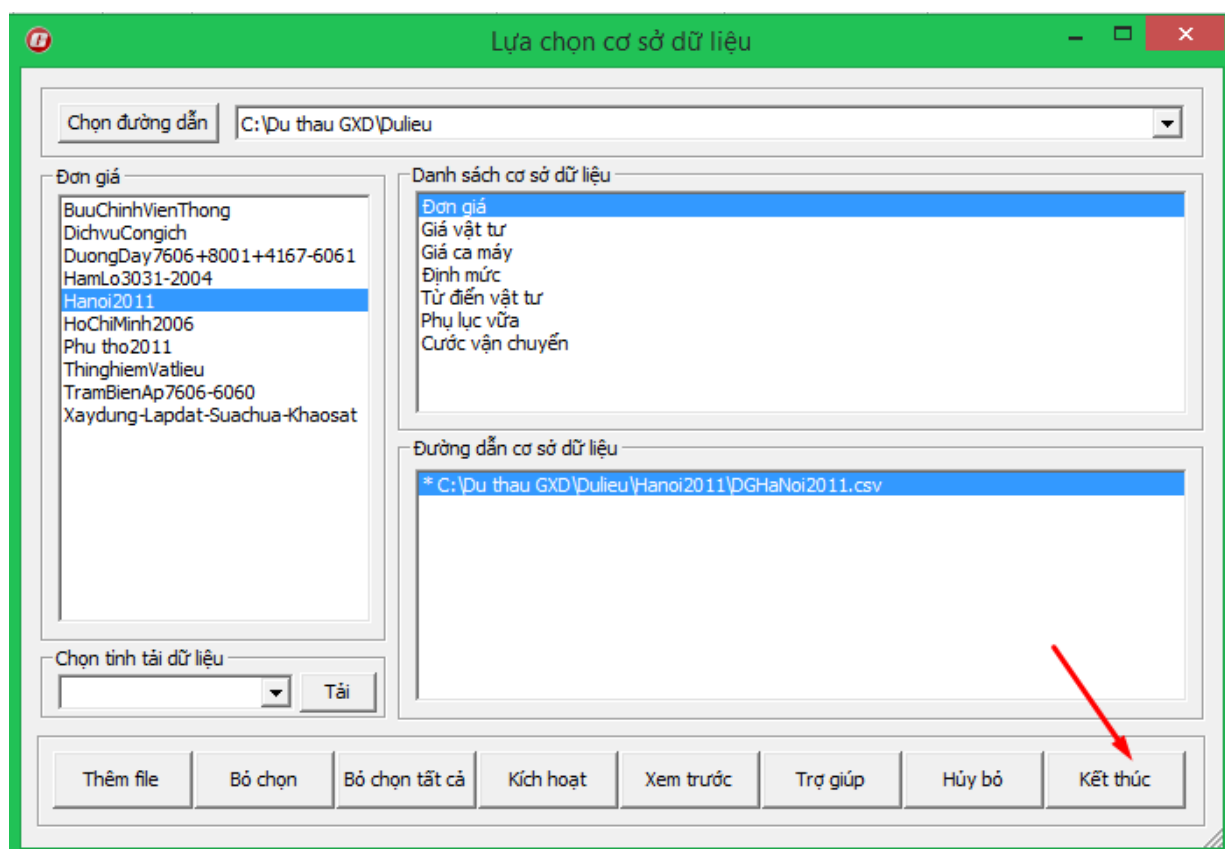 Lựa chọn cơ sở dữ liệu
Chọn đường dẫn
C:\Du thau GXD\Dulieu
Đơn giá
BuuChinhVienThong
DichvuCongich
DuongDay7606+8001+4167-6061
HamLo3031-2004
Hanoi2011
HoChiMinh2006
Phu tho2011
ThinghiemVatlieu
TramBienAp7606-6060
Xaydung-Lapdat-Suachua-Khaosat
Danh sách cơ sở dữ liệu
Đơn giá
Giá vật tư
Giá ca máy
Định mức
Từ điển vật tư
Phụ lục vữa
Cước vận chuyển
Đường dẫn cơ sở dữ liệu
* C:\Du thau GXD\Dulieu\Hanoi2011\DGHaNoi2011.csv
Chọn tỉnh tải dữ liệu
Tải
Thêm file
Bỏ chọn
Bỏ chọn tất cả
Kích hoạt
Xem trước
Trợ giúp
Hủy bỏ
Kết thúc